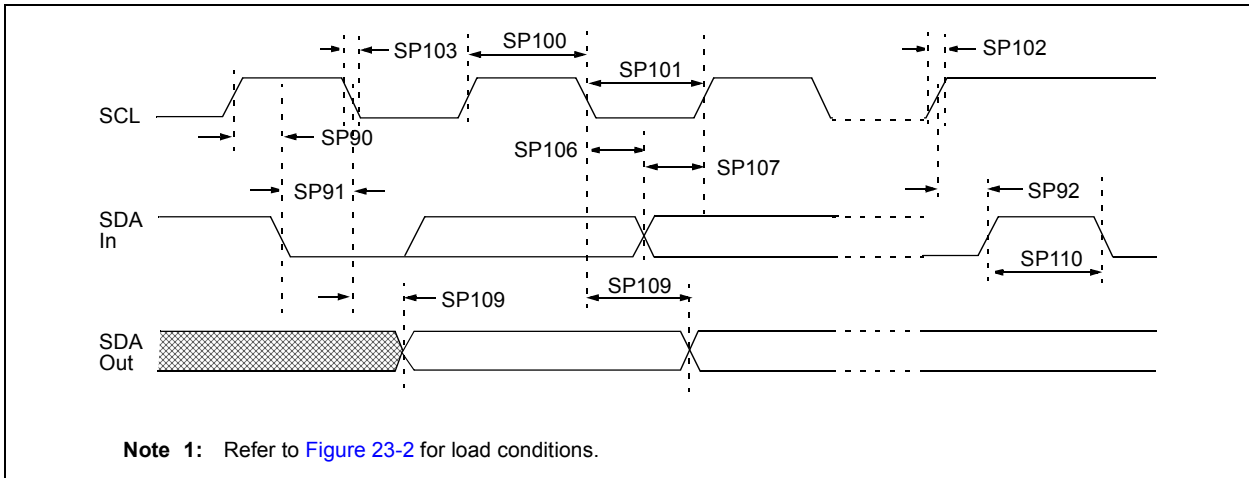 SP103
SP100
SP102
SP101
SCL
SP90
SP106
SP107
SP91
SP92
SDA
In
SP110
SP109
SP109
SDA
Out
Note 1: Refer to Figure 23-2 for load conditions.